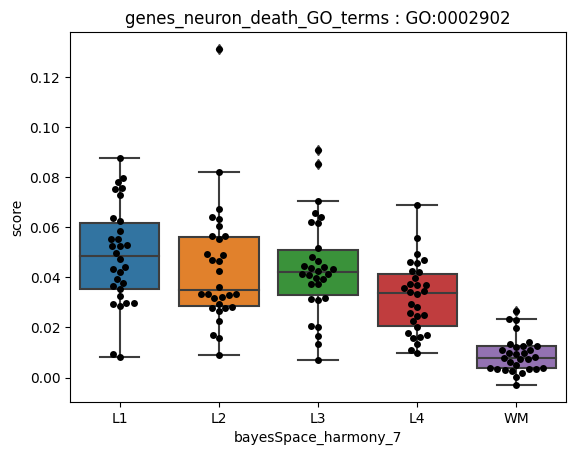 genes_neuron_death_GO_terms : GO:0002902
score
0.12
0.10
0.08
0.06
0.04
0.02
0.00
L1 L2 L3 L4 WM
bayesSpace_harmony_7